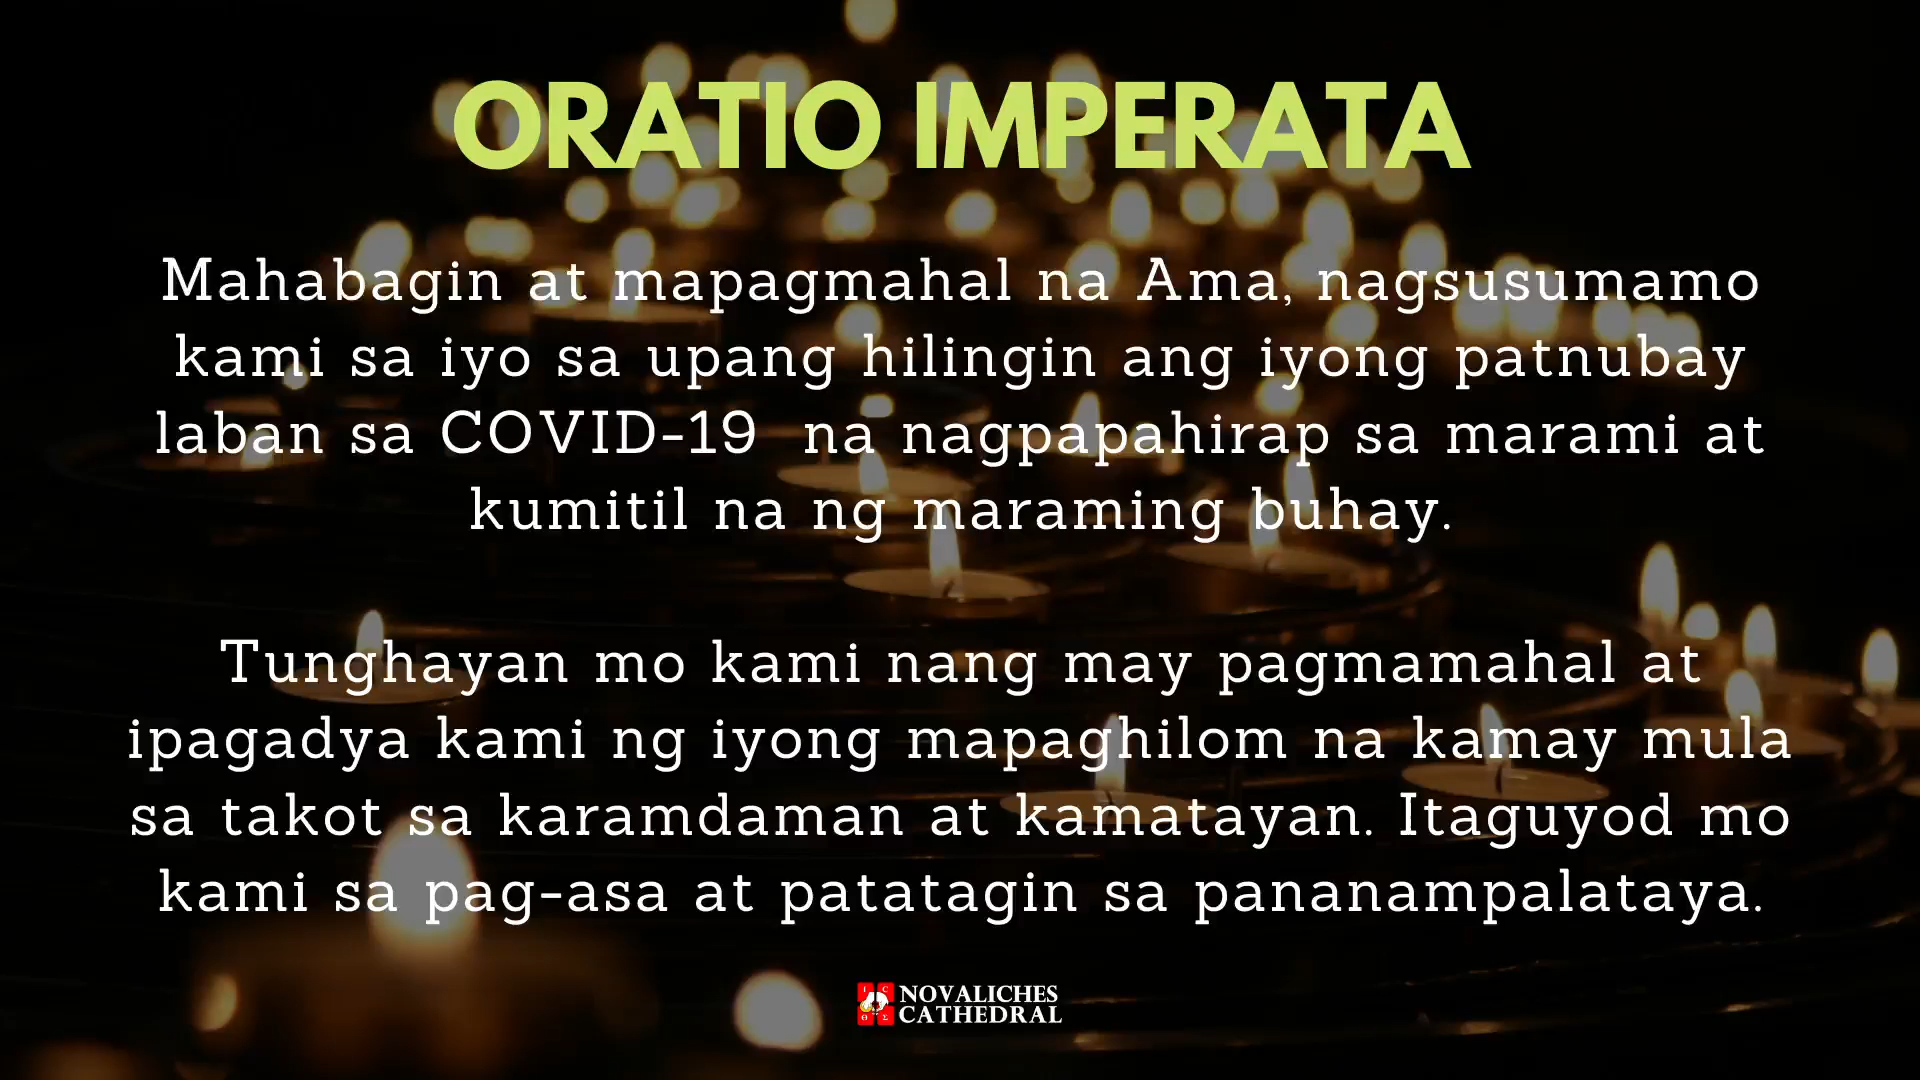 ORATIO IMPERATA
Mahabagin at mapagmahal na Ama, nagsusumamo
kami sa iyo sa upang hilingin ang iyong patnubay
laban sa COVID-19 na nagpapahirap sa marami at
kumitil na ng maraming buhay.
Tunghayan mo kami nang may pagmamahal at
ipagadya kami ng iyong mapaghilom na kamay mula
sa takot sa karamdaman at kamatayan. Itaguyod mo
kami sa pag-asa at patatagin sa pananampalataya.
NOVALICHES
CATHEDRAL